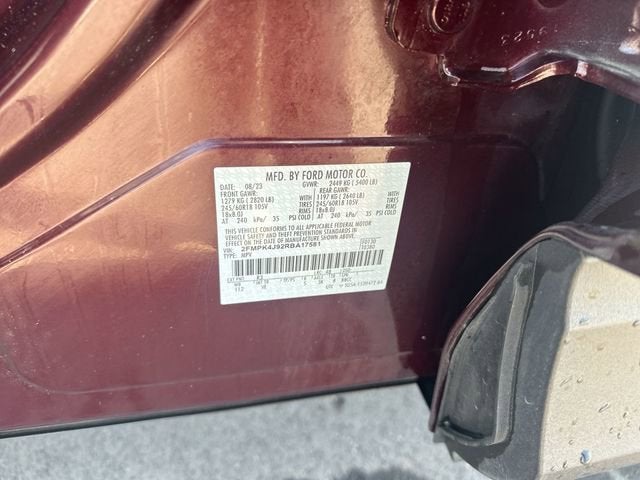 MFD. BY FORD MOTOR CO.
DATE: 08/23 GVWR: 2449 KG ( 5400 LB)
FRONT GAWR: REAR GAWR:
1279 KG ( 2820 LB) WITH 1197 KG ( 2640 LB) WITH
245/60R18 105V TIRES 245/60R18 105V TIRES
18x8.0J RIMS 18x8.0J RIMS
AT 240 kPa/ 35 PSI COLD AT 240 kPa/ 35 PSI COLD
THIS VEHICLE CONFORMS TO ALL APPLICABLE FEDERAL MOTOR
VEHICLE SAFETY AND THEFT PREVENTION STANDARDS IN EFFECT ON
THE DATE OF MANUFACTURE SHOWN ABOVE.
VIN: 2FMPK4J92RBA17581
TYPE: MPV
EXT PNT:
WB
112